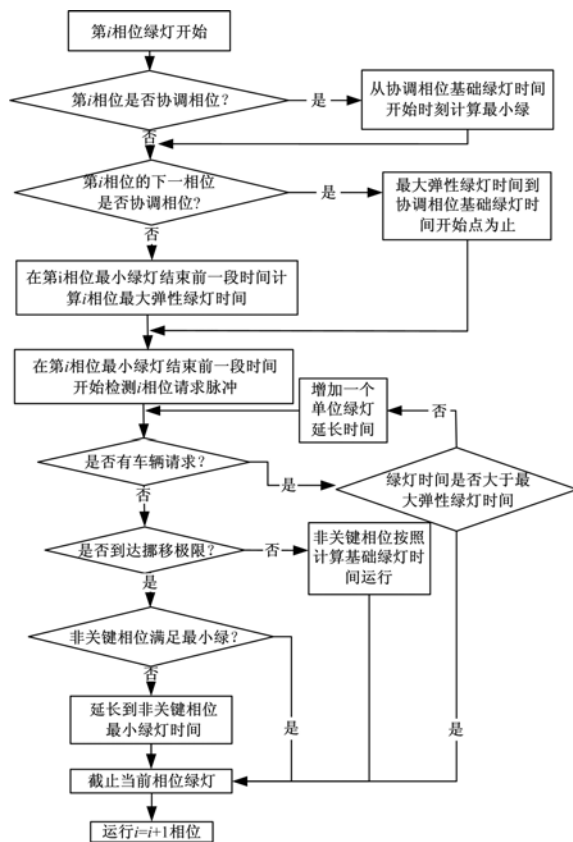 第i相位绿灯开始
第i相位是否协调相位？
是
从协调相位基础绿灯时间
开始时刻计算最小绿
否
第i相位的下一相位
是否协调相位？
是
最大弹性绿灯时间到
协调相位基础绿灯时
间开始点为止
否
在第i相位最小绿灯结束前一段时间计
算i相位最大弹性绿灯时间
在第i相位最小绿灯结束前一段时间
开始检测i相位请求脉冲
增加一个
单位绿灯
延长时间
否
是否有车辆请求？
是
绿灯时间是否大于最
大弹性绿灯时间
否
是否到达挪移极限？
否
非关键相位按照
计算基础绿灯时
间运行
是
非关键相位满足最小绿？
否
延长到非关键相位
最小绿灯时间
是
是
截止当前相位绿灯
运行i=i+1相位